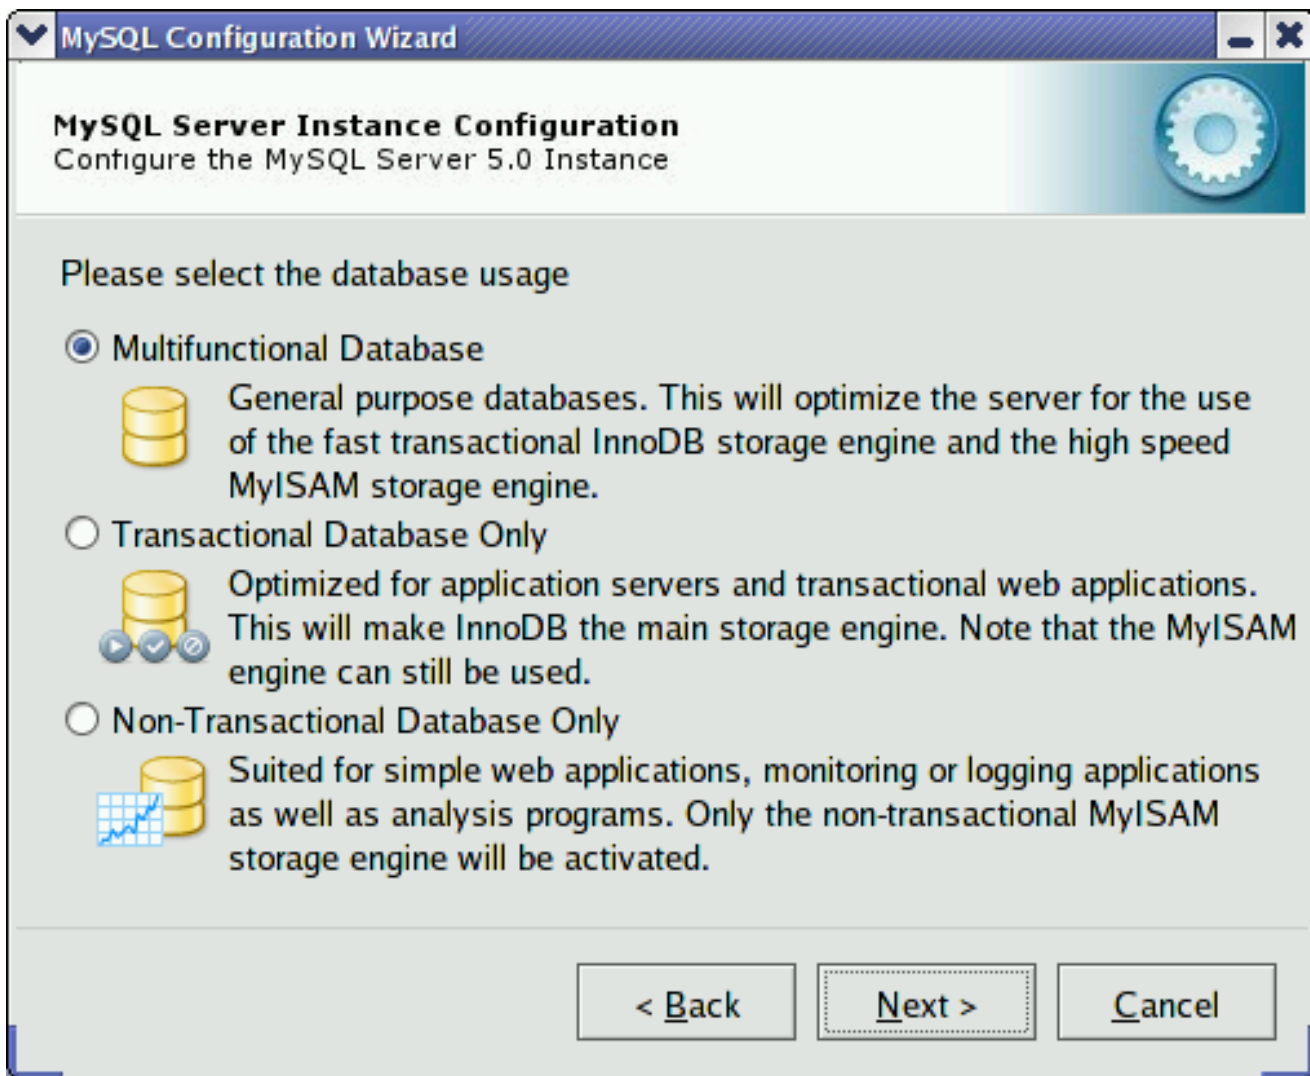 MySQL Configuration Wizard
MySQL Server Instance Configuration
Configure the MySQL Server 5.0 Instance
Please select the database usage
Multifunctional Database
General purpose databases. This will optimize the server for the use
of the fast transactional InnoDB storage engine and the high speed
MyISAM storage engine.
Transactional Database Only
Optimized for application servers and transactional web applications.
This will make InnoDB the main storage engine. Note that the MyISAM
engine can still be used.
Non-Transactional Database Only
Suited for simple web applications, monitoring or logging applications
as well as analysis programs. Only the non-transactional MyISAM
storage engine will be activated.
< Back
Next >
Cancel